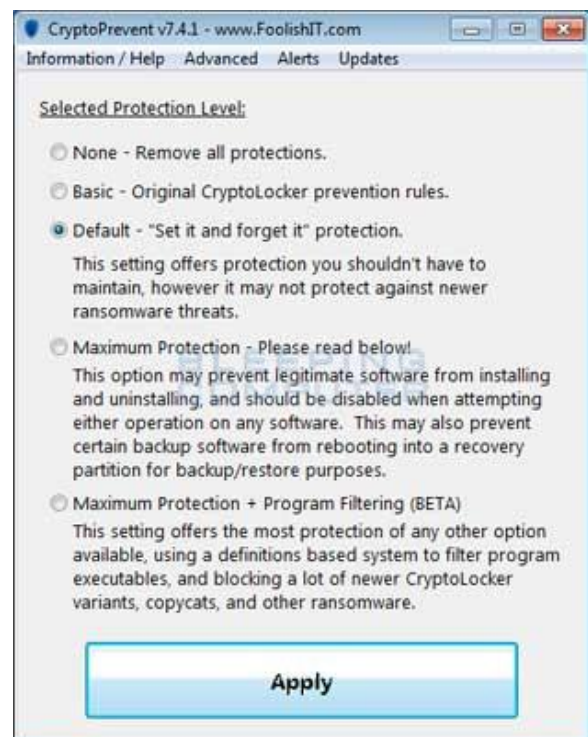 CryptoPrevent v7.4.1 - www.FoolishIT.com
Information / Help Advanced Alerts Updates
Selected Protection Level:
None - Remove all protections.
Basic - Original CryptoLocker prevention rules.
Default - "Set it and forget it" protection.
This setting offers protection you shouldn't have to
maintain, however it may not protect against newer
ransomware threats.
Maximum Protection - Please read below!
This option may prevent legitimate software from installing
and uninstalling, and should be disabled when attempting
either operation on any software. This may also prevent
certain backup software from rebooting into a recovery
partition for backup/restore purposes.
Maximum Protection + Program Filtering (BETA)
This setting offers the most protection of any other option
available, using a definitions based system to filter program
executables, and blocking a lot of newer CryptoLocker
variants, copycats, and other ransomware.
Apply